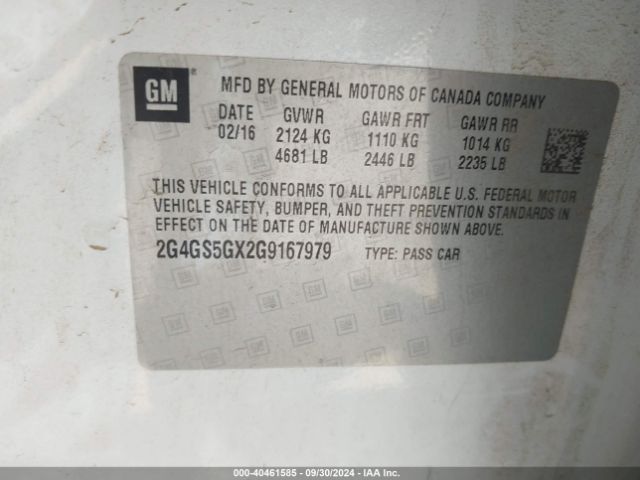 GM
MFD BY GENERAL MOTORS OF CANADA COMPANY
DATE GVWR GAWR FRT GAWR RR
02/16 2124 KG 1110 KG 1014 KG
4681 LB 2446 LB 2235 LB
THIS VEHICLE CONFORMS TO ALL APPLICABLE U.S. FEDERAL MOTOR
VEHICLE SAFETY, BUMPER, AND THEFT PREVENTION STANDARDS IN
EFFECT ON THE DATE OF MANUFACTURE SHOWN ABOVE.
2G4GS5GX2G9167979 TYPE: PASS CAR
000-40461585 - 09/30/2024 - IAA Inc.